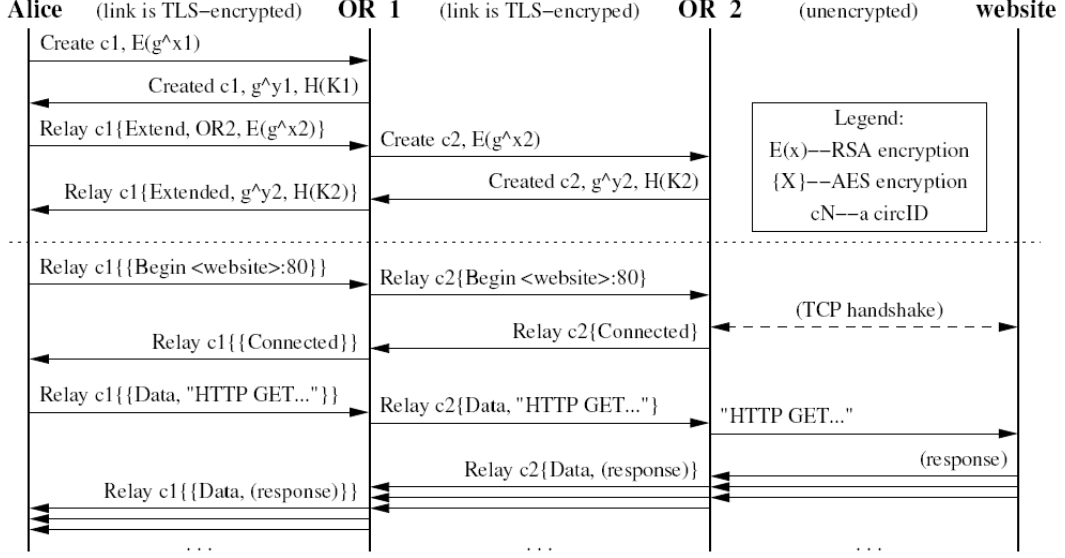 Alice (link is TLS−encrypted) OR 1 (link is TLS−encryped) OR 2 (unencrypted) website
Create c1, E(g^x1)
Created c1, g^y1, H(K1)
Relay c1{Extend, OR2, E(g^x2)}
Create c2, E(g^x2)
Created c2, g^y2, H(K2)
Relay c1{Extended, g^y2, H(K2)}
Legend:
E(x)−−RSA encryption
{X}−−AES encryption
cN−−a circID
Relay c1{{Begin <website>:80}}
Relay c2{Begin <website>:80}
(TCP handshake)
Relay c2{Connected}
Relay c1{{Connected}}
Relay c1{{Data, "HTTP GET..."}}
Relay c2{Data, "HTTP GET..."}
"HTTP GET..."
(response)
Relay c2{Data, (response)}
Relay c1{{Data, (response)}}
. . . . . . . . .